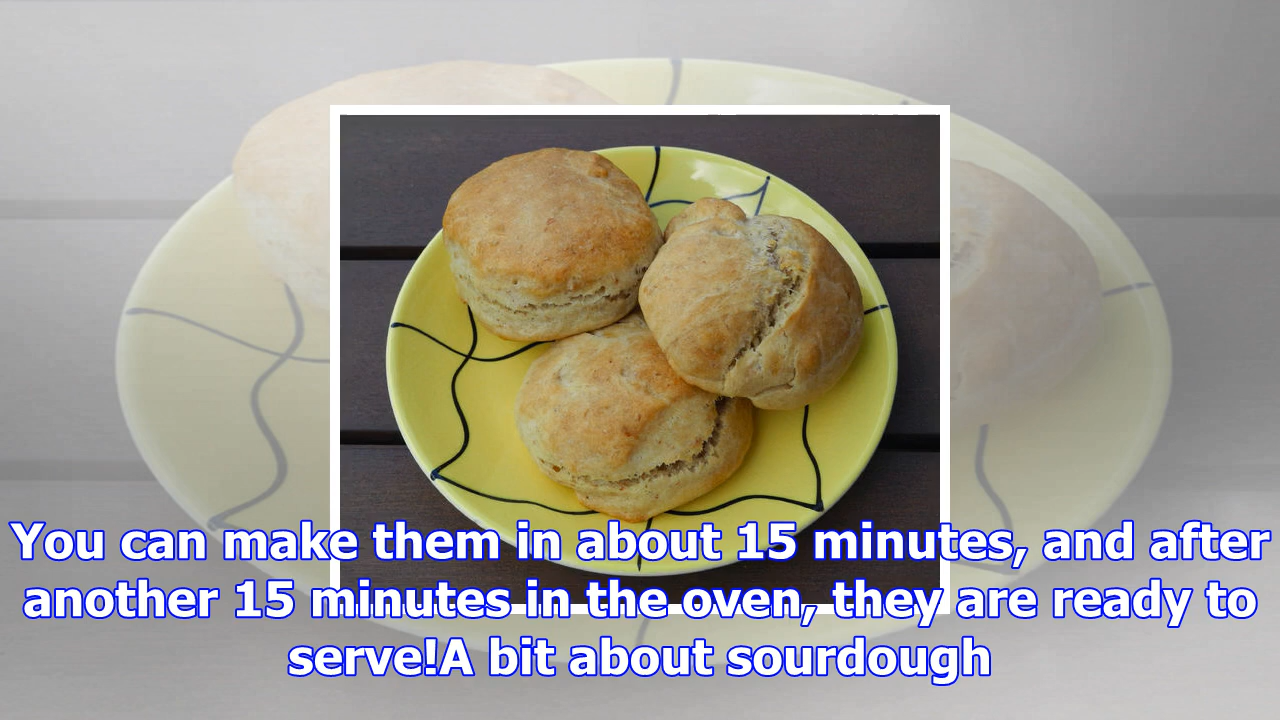 You can make them in about 15 minutes, and after
another 15 minutes in the oven, they are ready to
serve!A bit about sourdough